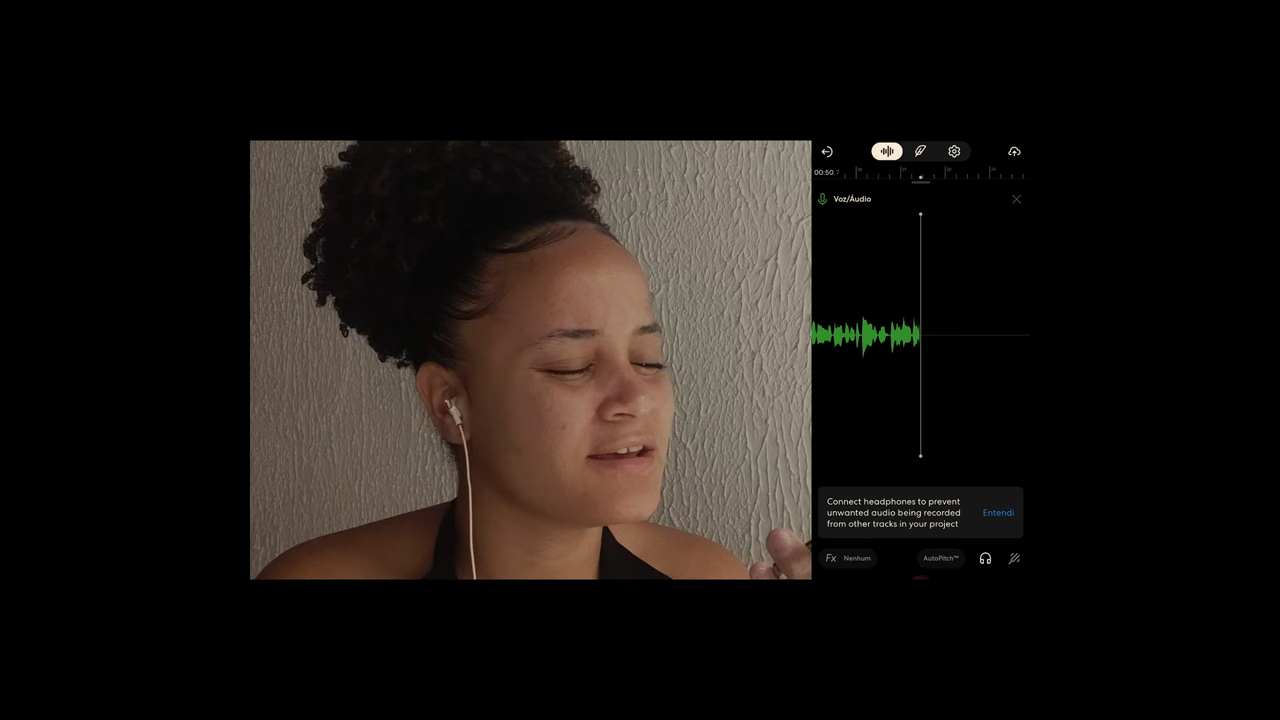 00:50.7
Voz/Áudio
Connect headphones to prevent
unwanted audio being recorded
from other tracks in your project
Entendi
Fx Nenhum
AutoPitch™